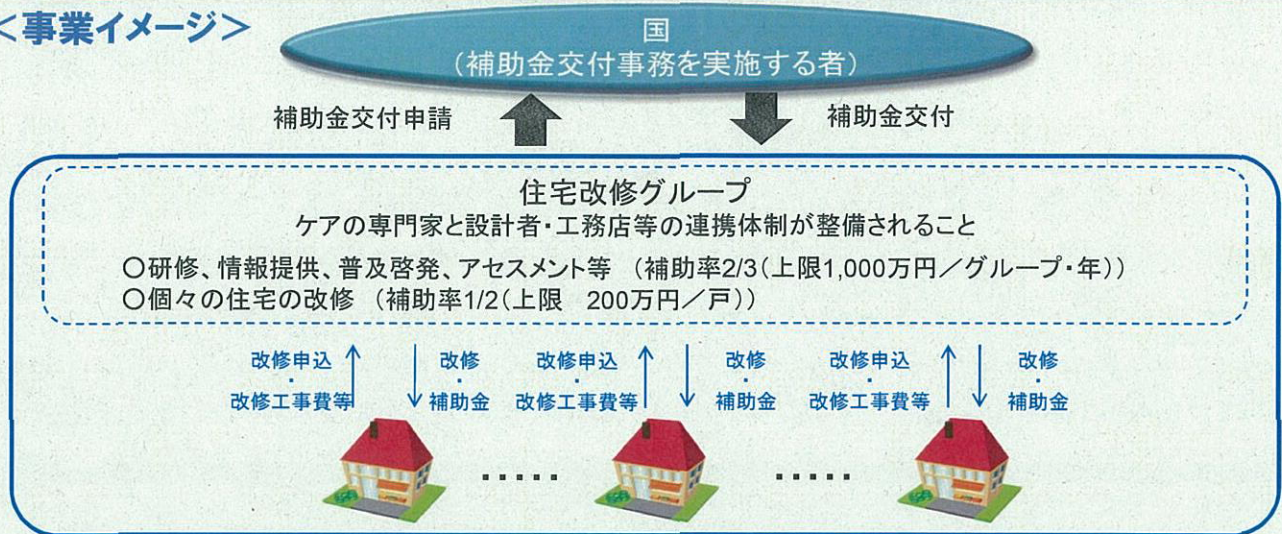 <事業イメージ>
国
(補助金交付事務を実施する者)
補助金交付申請
補助金交付
住宅改修グループ
ケアの専門家と設計者・工務店等の連携体制が整備されること
○研修、情報提供、普及啓発、アセスメント等 (補助率2/3(上限1,000万円/グループ・年))
○個々の住宅の改修 (補助率1/2(上限 200万円/戸))
改修申込
・
改修工事費等
改修
・
補助金
改修申込
・
改修工事費等
改修
・
補助金
改修申込
・
改修工事費等
改修
・
補助金
・・・・・
・・・・・